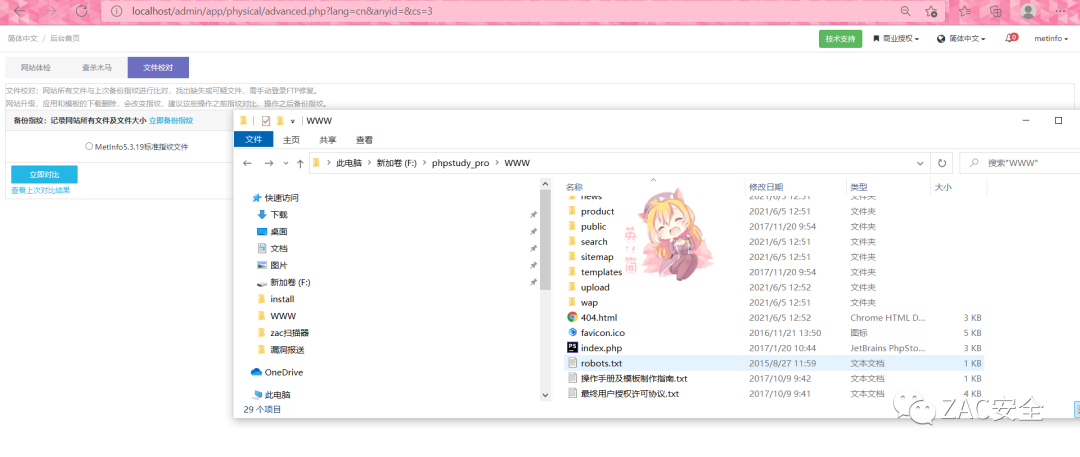 localhost/admin/app/physical/advanced.php?lang=cn&anyid=&cs=3
简体中文 / 后台首页
技术支持 商业授权 简体中文 metinfo
网站体检 查杀木马 文件校对
文件校对：网站所有文件与上次备份指纹进行比对，找出缺失或可疑文件，需手动登录FTP修复。
网站升级、应用和模板的下载删除，会改变指纹，建议这些操作之前指纹对比，操作之后备份指纹。
备份指纹：记录网站所有文件及文件大小 立即备份指纹
MetInfo5.3.19标准指纹文件
立即对比
查看上次对比结果
WWW
文件 主页 共享 查看
此电脑 新加卷 (F:) phpstudy_pro WWW
搜索"WWW"
快速访问
下载
桌面
文档
图片
新加卷 (F:)
install
WWW
zac扫描器
漏洞报送
OneDrive
此电脑
29 个项目
名称 修改日期 类型 大小
news 2021/6/5 12:51 文件夹
product 2021/6/5 12:51 文件夹
public 2017/11/20 9:54 文件夹
search 2021/6/5 12:51 文件夹
sitemap 2021/6/5 12:51 文件夹
templates 2017/11/20 9:54 文件夹
upload 2021/6/5 12:52 文件夹
wap 2021/6/5 12:51 文件夹
404.html 2021/6/5 12:52 Chrome HTML D... 3 KB
favicon.ico 2016/11/21 13:50 图标 5 KB
index.php 2017/1/20 10:44 JetBrains PhpSto... 3 KB
robots.txt 2015/8/27 11:59 文本文档 1 KB
操作手册及模板制作指南.txt 2017/10/9 9:42 文本文档 1 KB
最终用户授权许可协议.txt 2017/10/9 9:41 文本文档 4 KB
ZAC安全